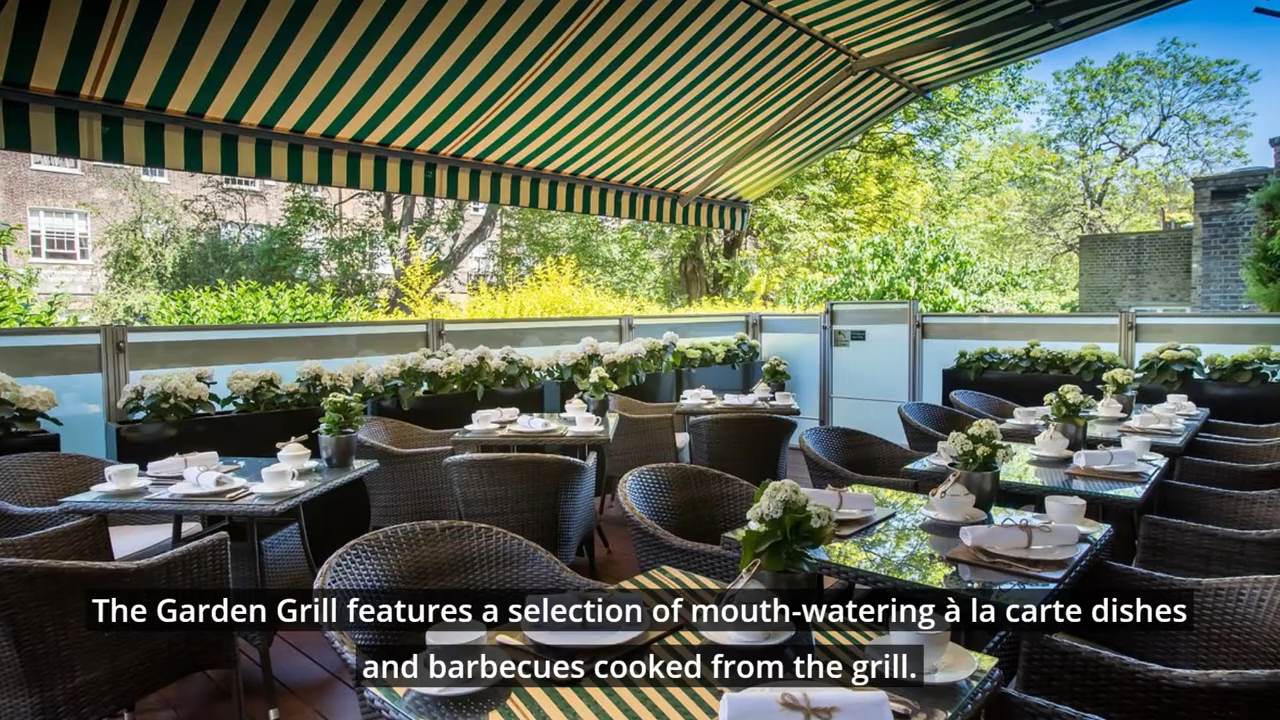 The Garden Grill features a selection of mouth-watering à la carte dishes
and barbecues cooked from the grill.